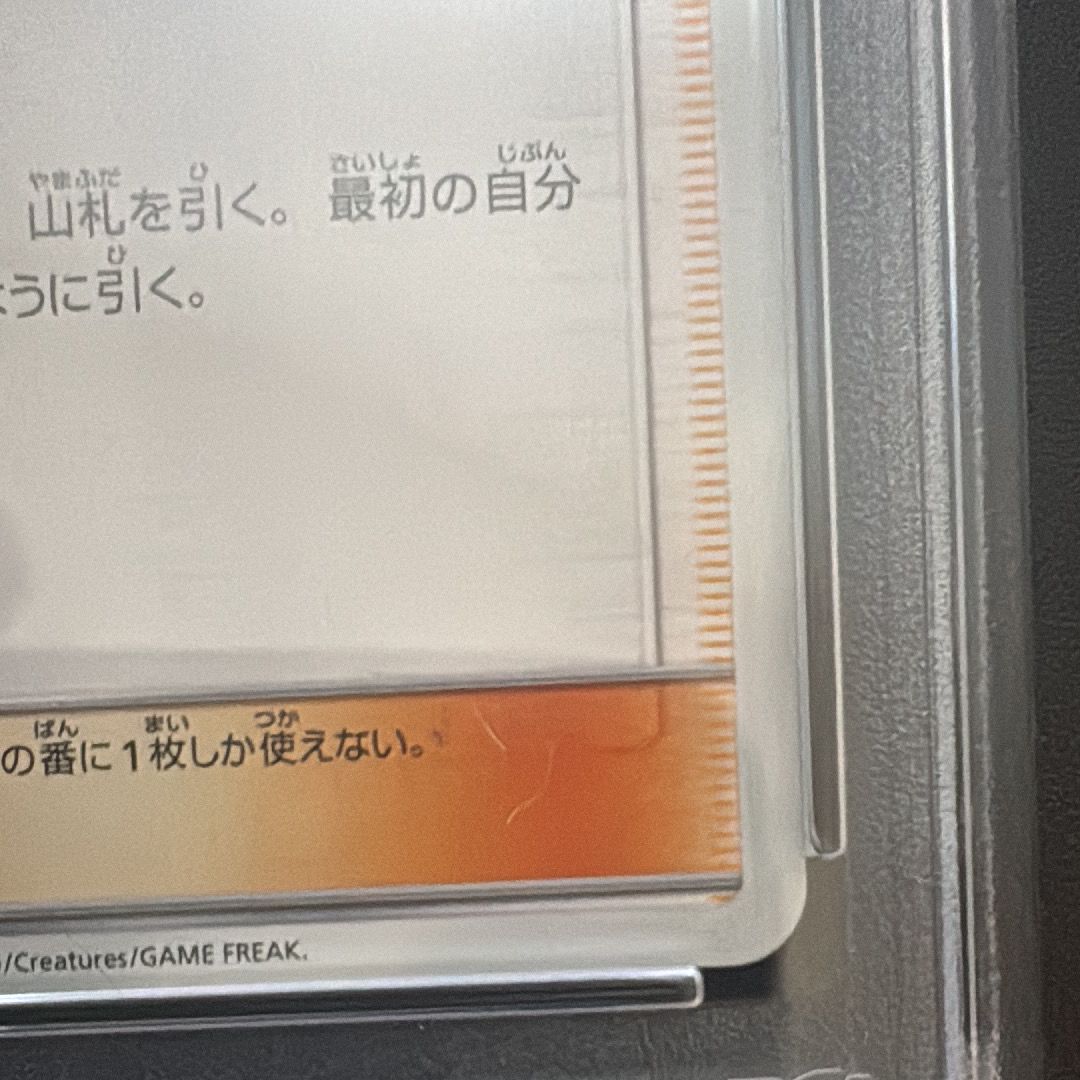 山札を引く。最初の自分
ように引く。
の番に1枚しか使えない。
/Creatures/GAME FREAK.